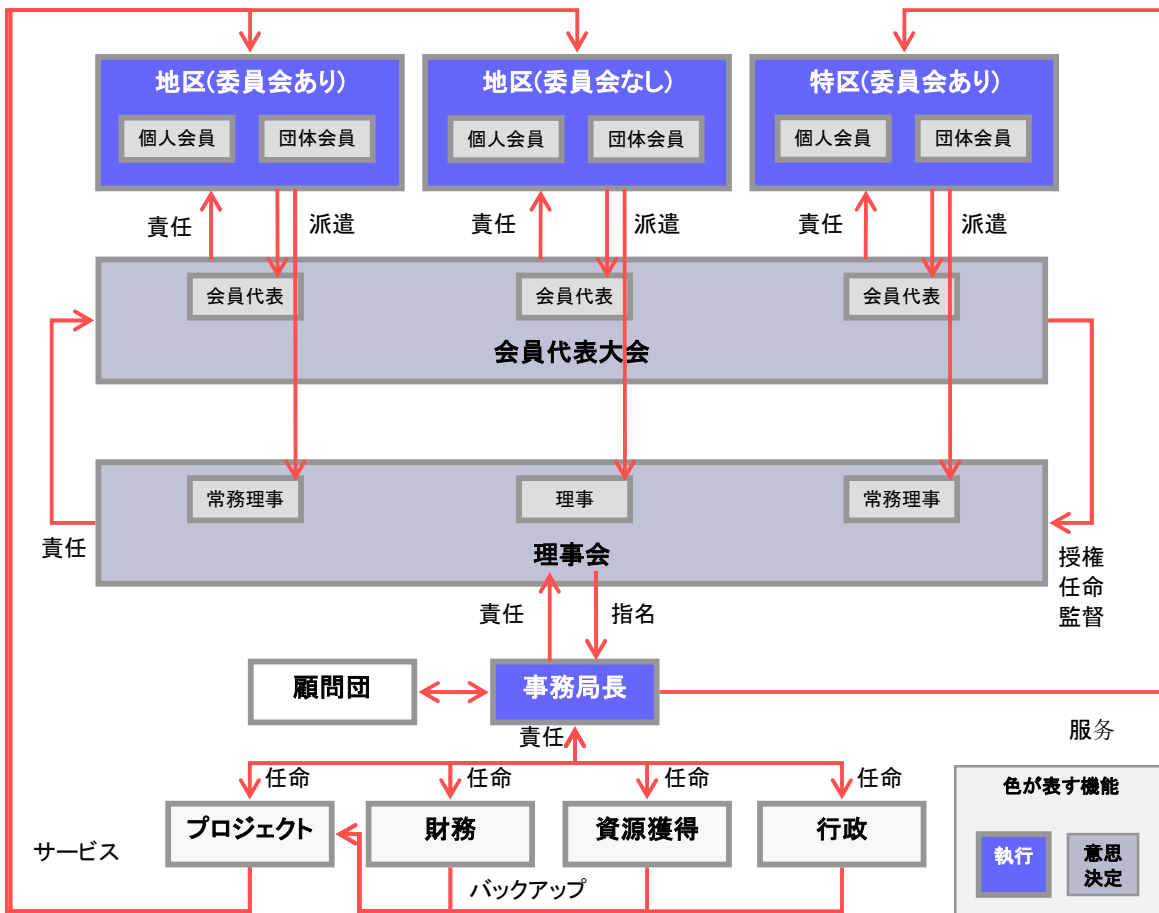 地区(委員会あり)
地区(委員会なし)
特区(委員会あり)
個人会員
団体会員
個人会員
団体会員
個人会員
団体会員
責任
派遣
責任
派遣
責任
派遣
会員代表
会員代表
会員代表
会員代表大会
常務理事
理事
常務理事
理事会
責任
授権
任命
監督
責任
指名
顧問団
事務局長
責任
服务
任命
任命
任命
任命
プロジェクト
財務
資源獲得
行政
サービス
バックアップ
色が表す機能
執行
意思
決定